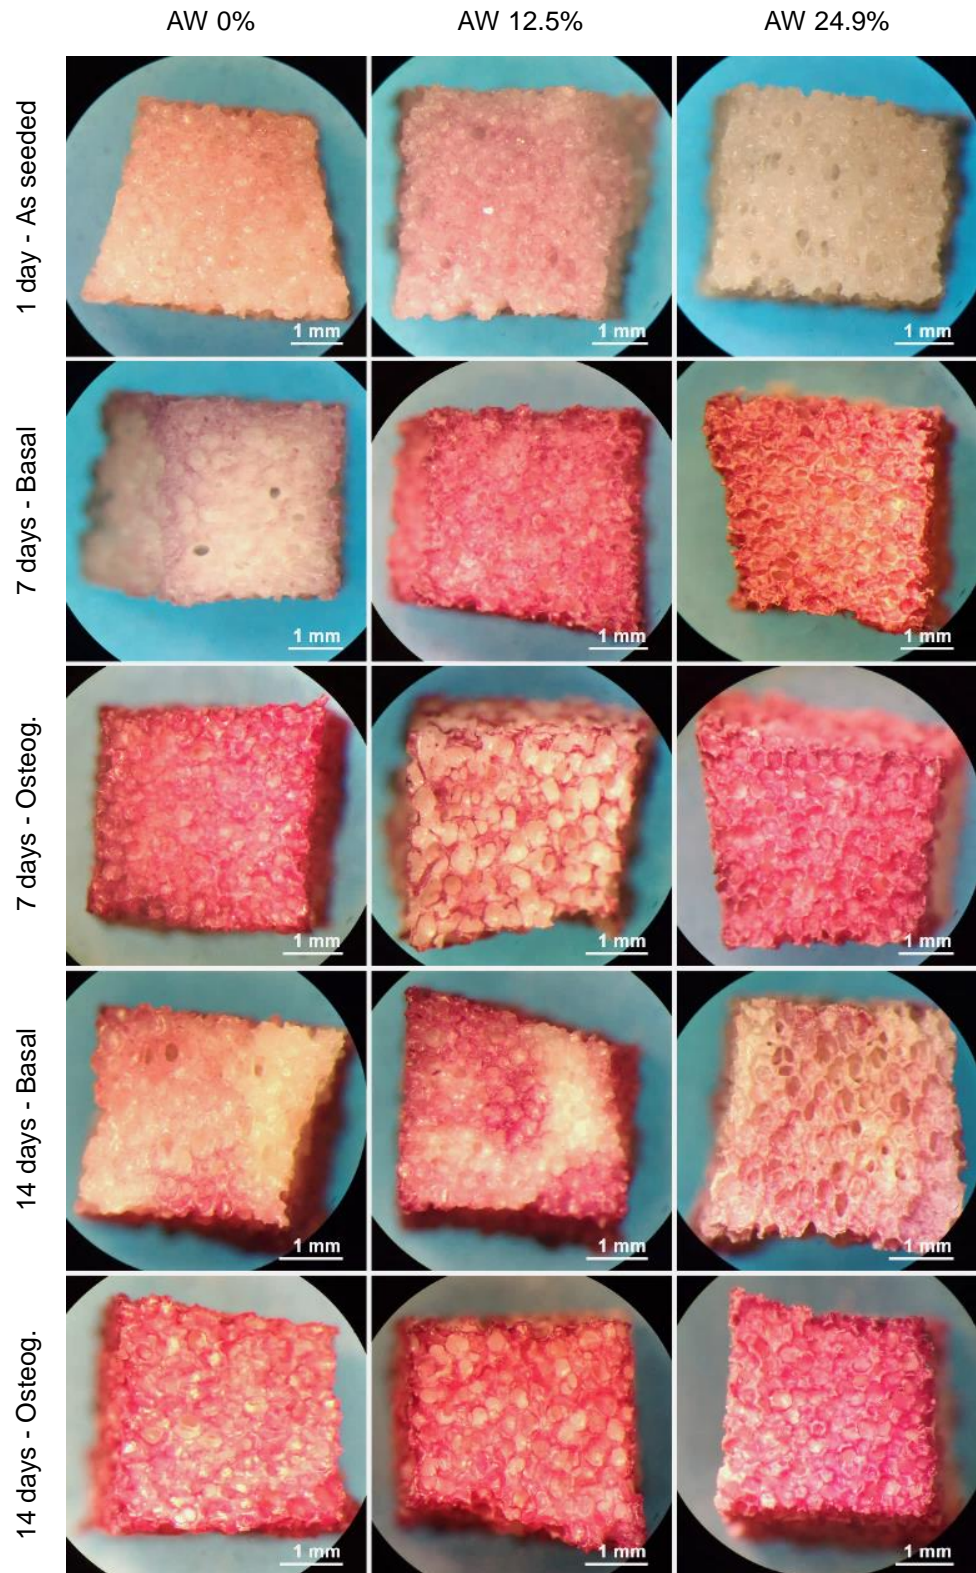 AW 0% AW 12.5% AW 24.9%
1 day - As seeded
1 mm 1 mm 1 mm
7 days - Basal
1 mm 1 mm 1 mm
7 days - Osteog.
1 mm 1 mm 1 mm
14 days - Basal
1 mm 1 mm 1 mm
14 days - Osteog.
1 mm 1 mm 1 mm